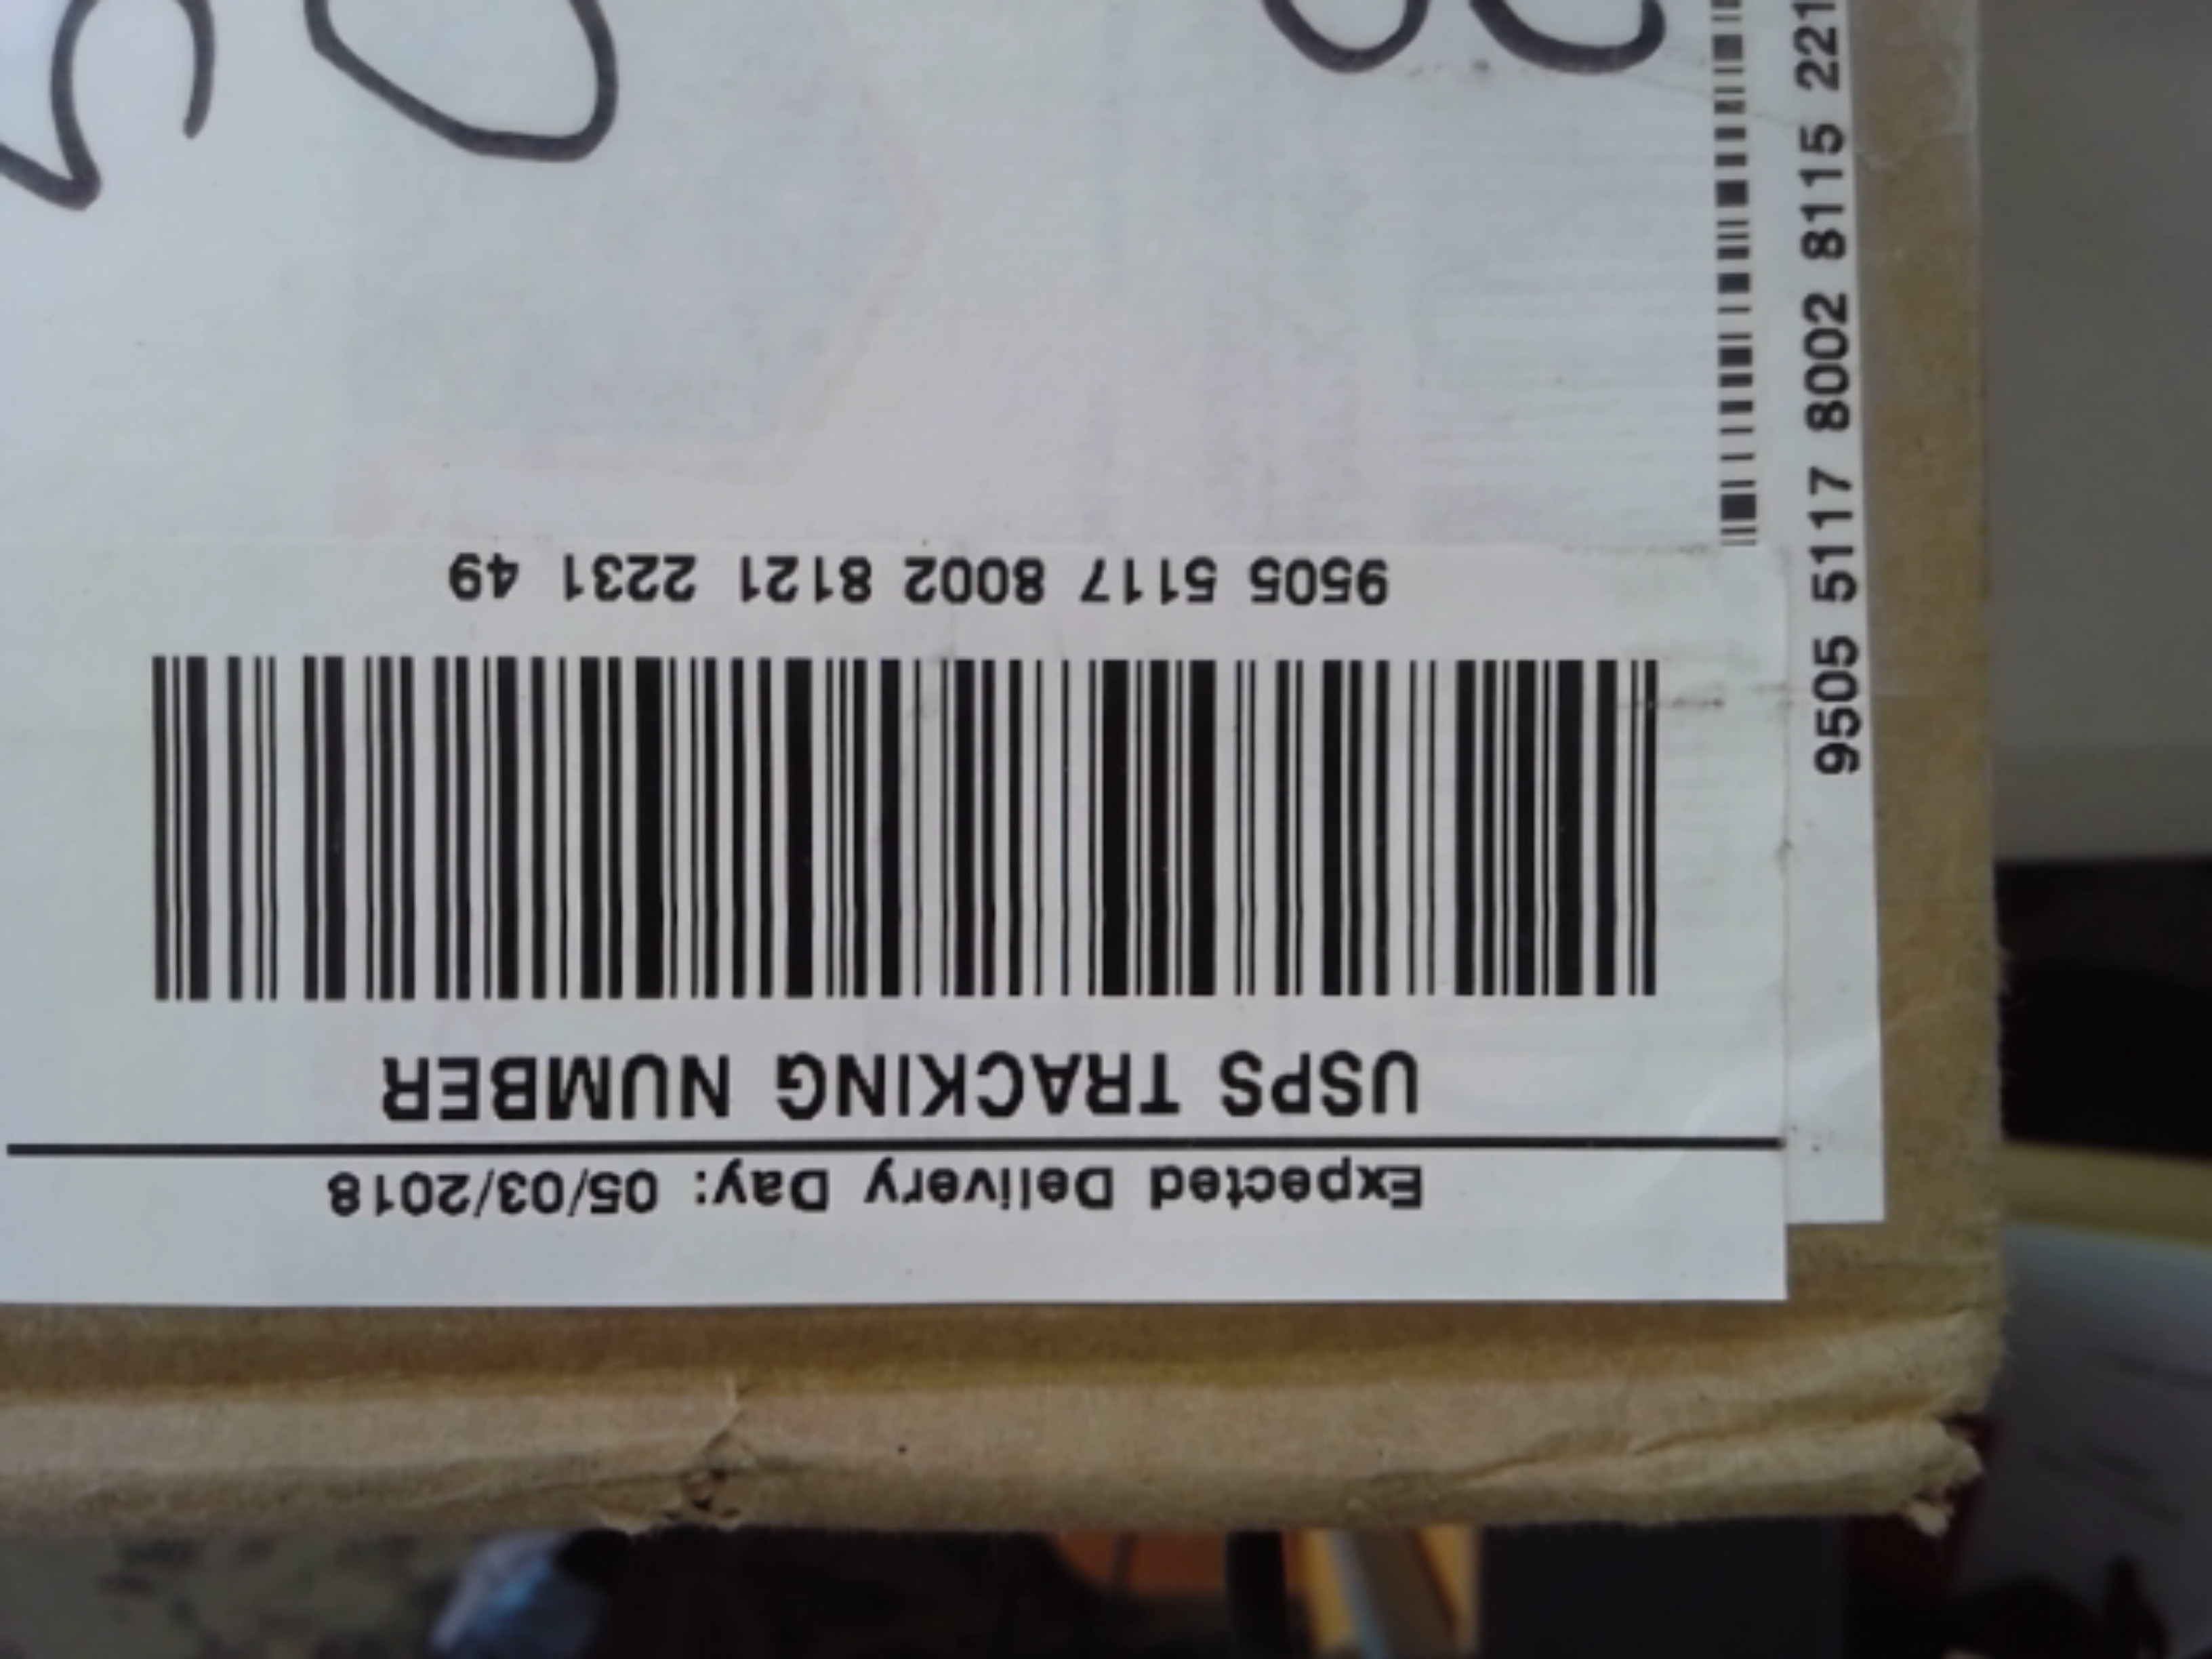 Expected Delivery Day: 05/03/2018
USPS TRACKING NUMBER
9505 5117 8002 8121 2231 49
9505 5117 8002 8115 221